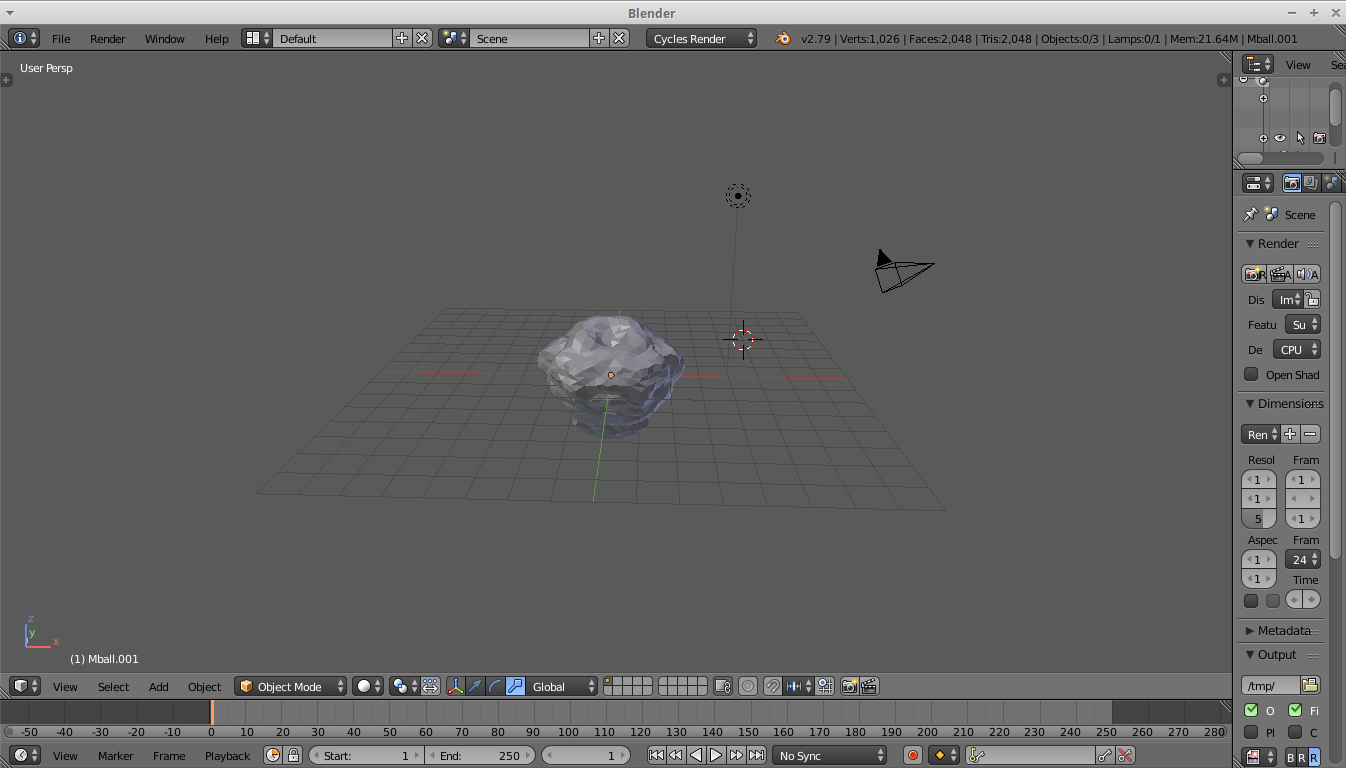 Blender
File Render Window Help Default Scene Cycles Render v2.79 | Verts:1,026 | Faces:2,048 | Tris:2,048 | Objects:0/3 | Lamps:0/1 | Mem:21.64M | Mball.001
User Persp
View Sea
Scene
Render
R A A
Dis Im
Featu Su
De CPU
Open Shad
Dimensions
Ren
Resol Fram
1 1
1
5 1
Aspec Fram
1 24
1 Time
Metadata
Output
/tmp/
O Fi
Pl C
B R R
z
y
x
(1) Mball.001
View Select Add Object Object Mode Global
-50 -40 -30 -20 -10 0 10 20 30 40 50 60 70 80 90 100 110 120 130 140 150 160 170 180 190 200 210 220 230 240 250 260 270 280
View Marker Frame Playback Start: 1 End: 250 1 No Sync